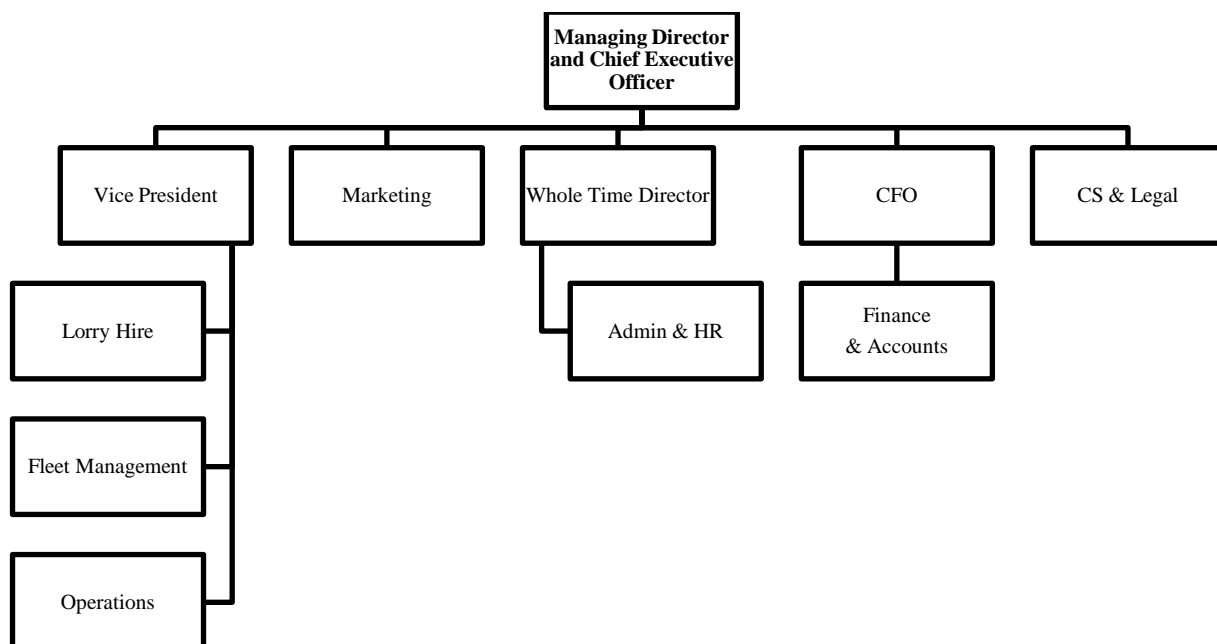 Managing Director
and Chief Executive
Officer
Vice President
Marketing
Whole Time Director
CFO
CS & Legal
Lorry Hire
Admin & HR
Finance
& Accounts
Fleet Management
Operations